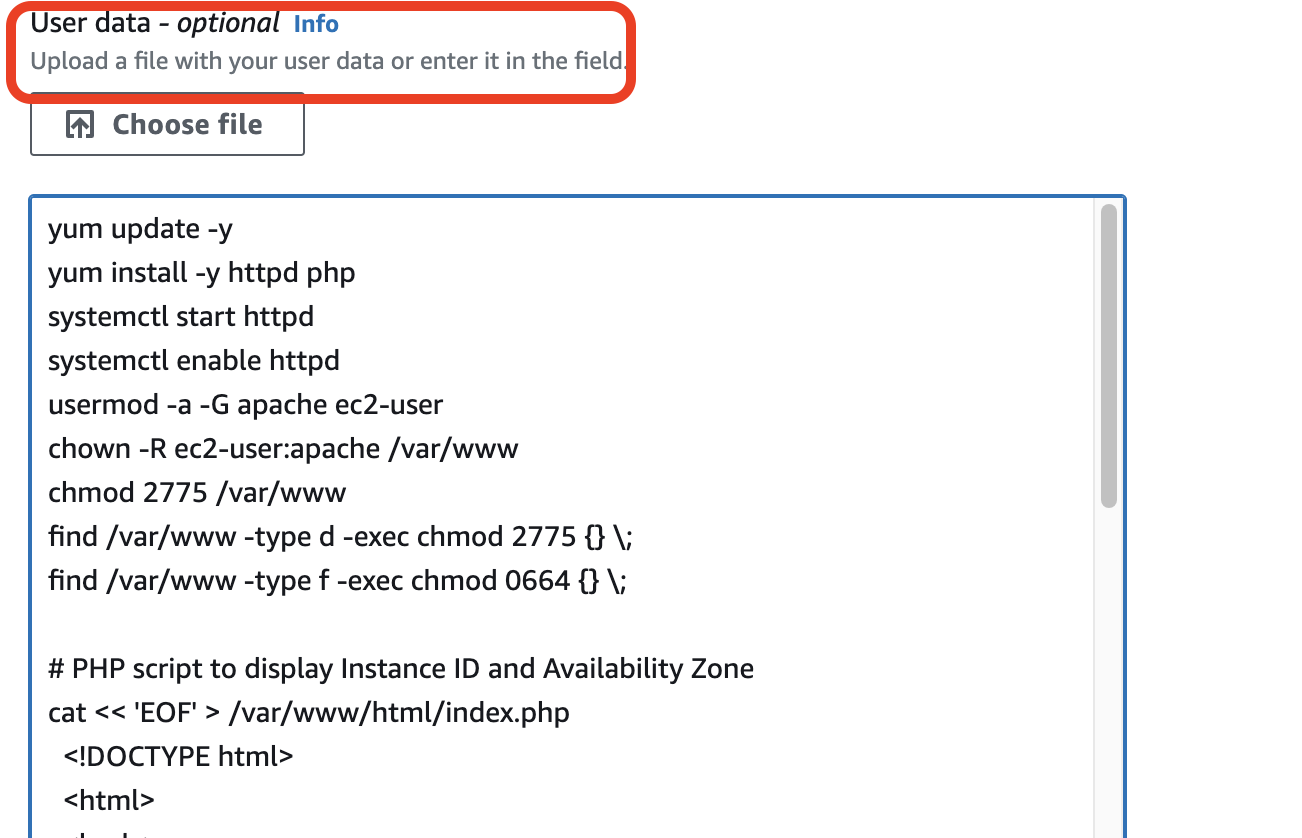 User data - optional Info
Upload a file with your user data or enter it in the field.
Choose file
yum update -y
yum install -y httpd php
systemctl start httpd
systemctl enable httpd
usermod -a -G apache ec2-user
chown -R ec2-user:apache /var/www
chmod 2775 /var/www
find /var/www -type d -exec chmod 2775 {} \;
find /var/www -type f -exec chmod 0664 {} \;
# PHP script to display Instance ID and Availability Zone
cat << 'EOF' > /var/www/html/index.php
<!DOCTYPE html>
<html>